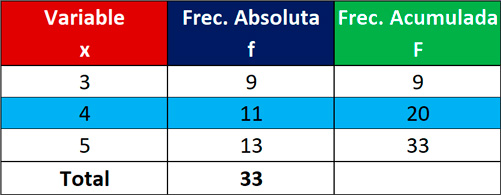 Variable Frec. Absoluta Frec. Acumulada
x f F
3 9 9
4 11 20
5 13 33
Total 33